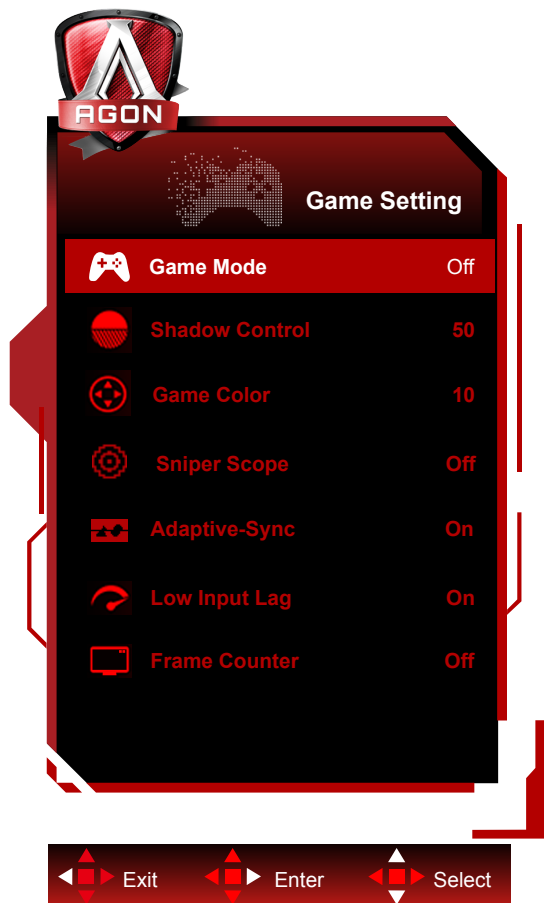 AGON
Game Setting
Game Mode Off
Shadow Control 50
Game Color 10
Sniper Scope Off
Adaptive-Sync On
Low Input Lag On
Frame Counter Off
Exit Enter Select